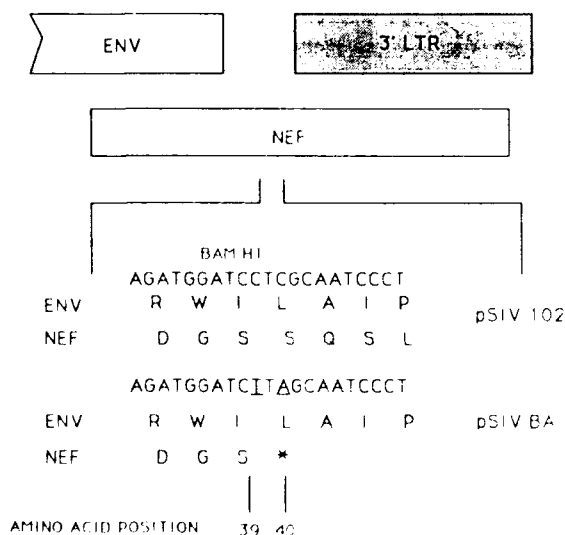 ENV
3' LTR
NEF
BAM HI
AGATGGATCCTCGCAATCCCT
ENV R W I L A I P
pSIV 102
NEF D G S S Q S L
AGATGGATCTTAGCAATCCCT
ENV R W I L A I P pSIV BA
NEF D G S *
AMINO ACID POSITION 39 40